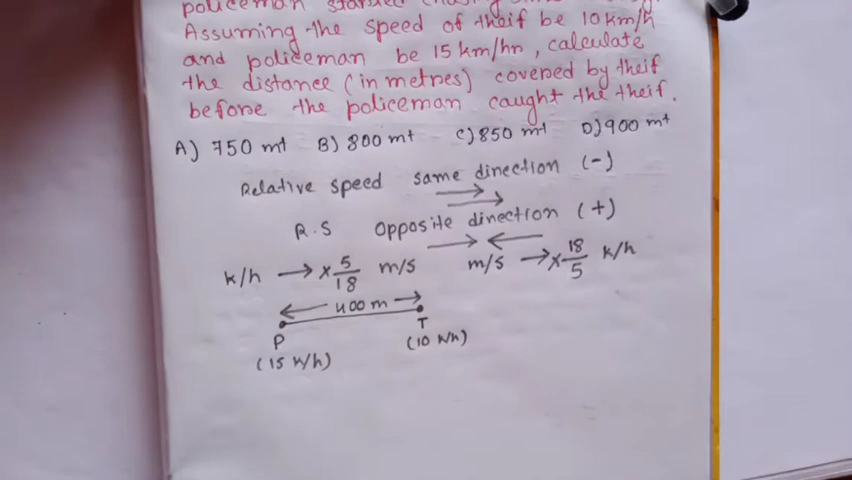 policeman started chasing
Assuming the speed of theif be 10 km/h
and policeman be 15 km/hr, calculate
the distance (in metres) covered by theif
before the policeman caught the theif.
A) 750 mt B) 800 mt C) 850 mt D) 900 mt
Relative speed same direction (-)
R.S opposite direction (+)
k/h → × 5/18 m/s m/s → × 18/5 k/h
400 m
P T
(15 k/h) (10 k/h)